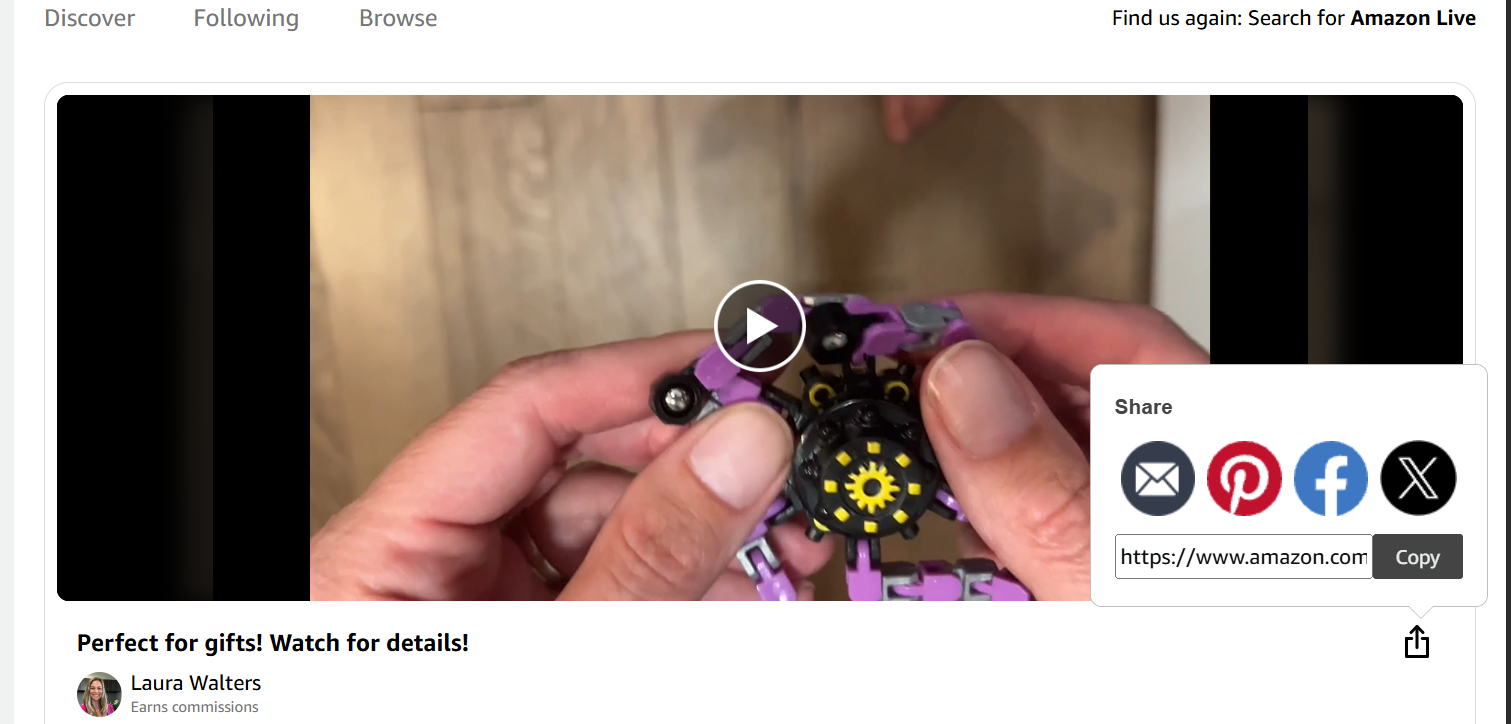 Discover Following Browse Find us again: Search for Amazon Live
Share
https://www.amazon.com
Copy
Perfect for gifts! Watch for details!
Laura Walters
Earns commissions